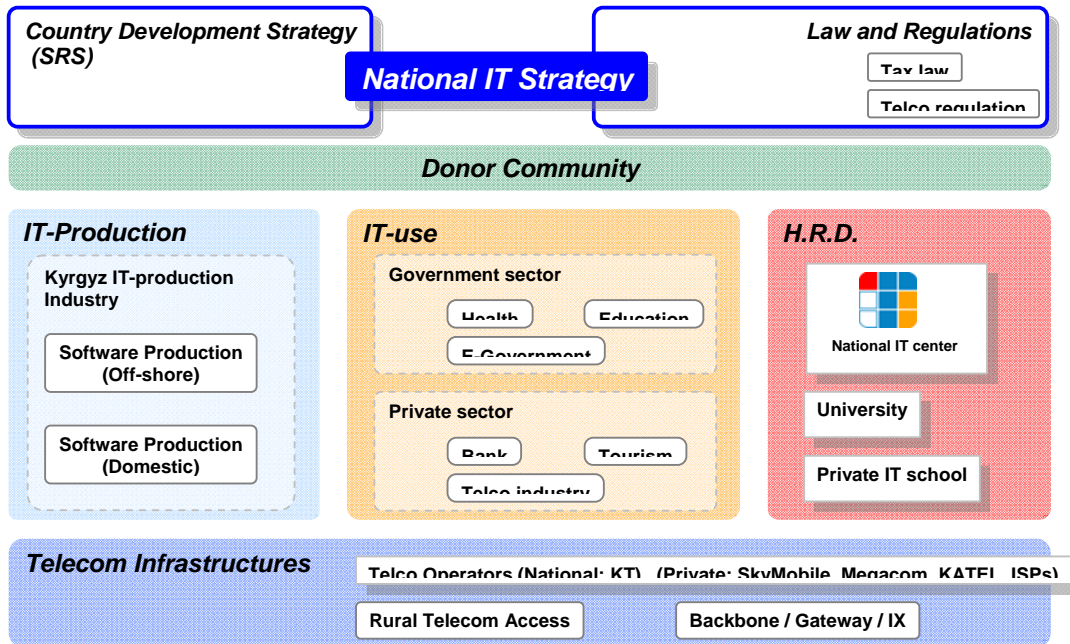 Country Development Strategy
(SRS)
National IT Strategy
Law and Regulations
Tax law
Telco regulation
Donor Community
IT-Production
Kyrgyz IT-production
Industry
Software Production
(Off-shore)
Software Production
(Domestic)
IT-use
Government sector
Health
Education
E-Government
Private sector
Bank
Tourism
Telco industry
H.R.D.
National IT center
University
Private IT school
Telecom Infrastructures
Telco Operators (National: KT)   (Private: SkyMobile, Megacom, KATEL, ISPs)
Rural Telecom Access
Backbone / Gateway / IX